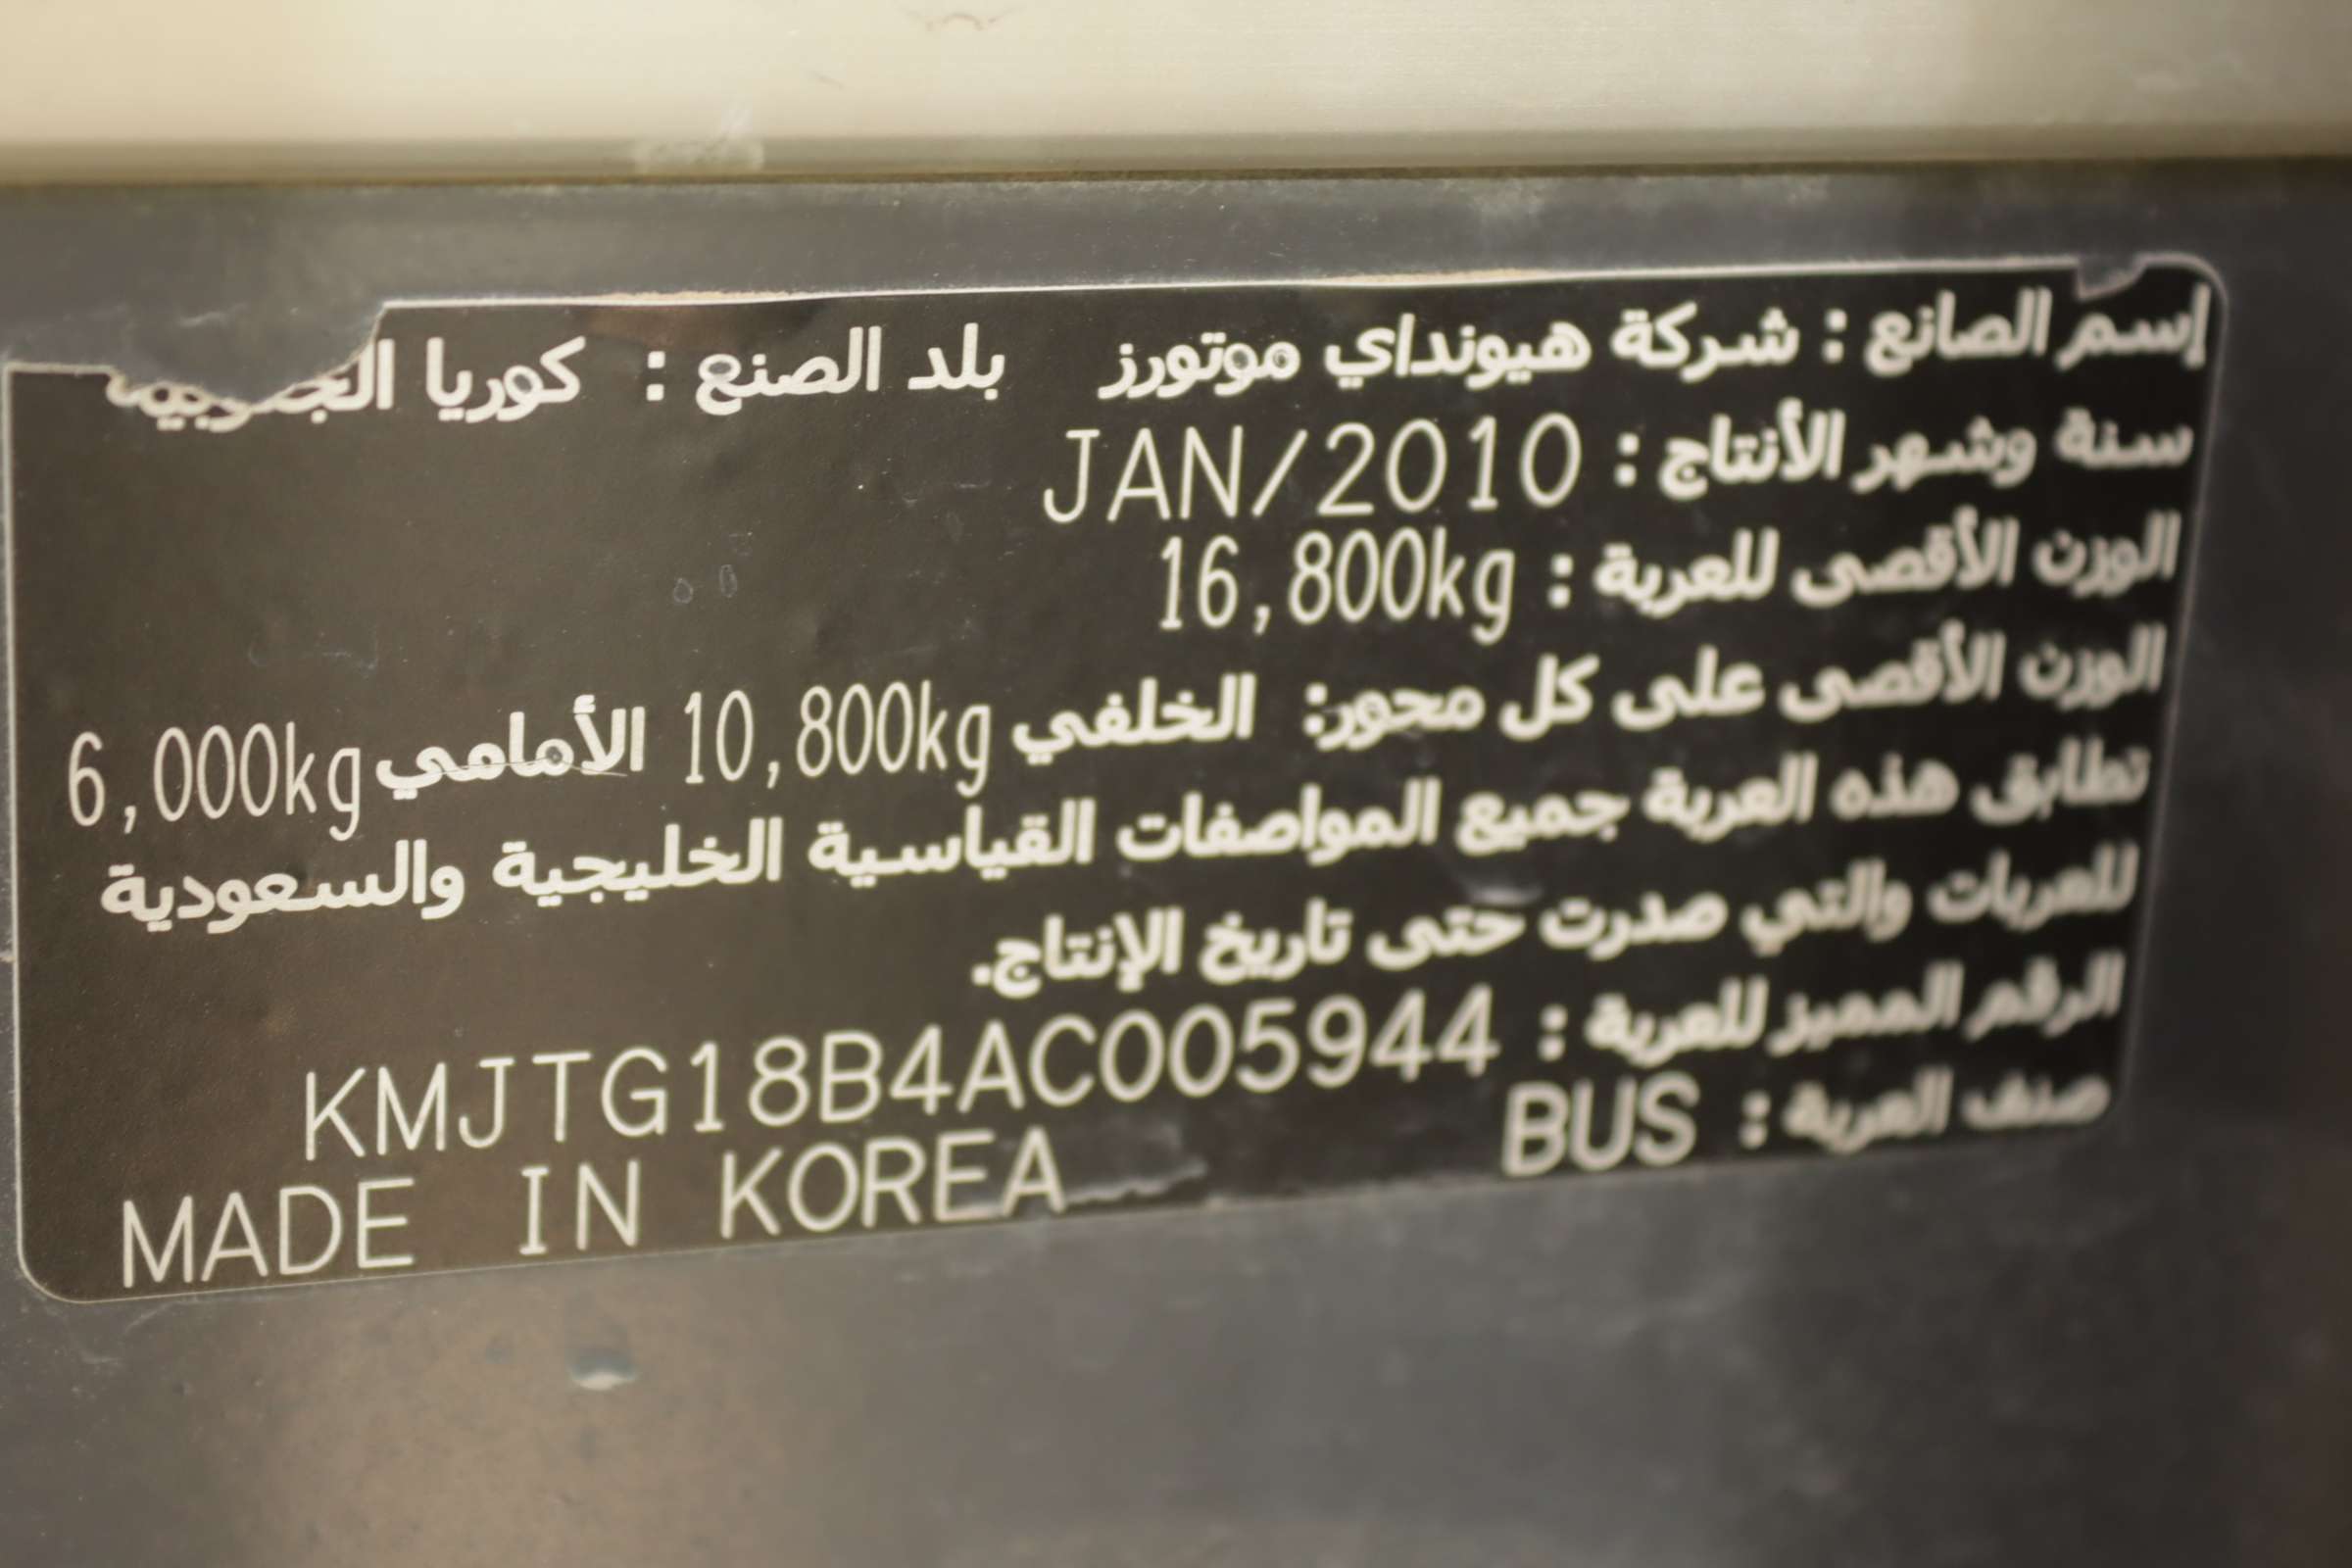 إسم الصانع : شركة هيونداي موتورز بلد الصنع : كوريا الجنوبية
سنة وشهر الأنتاج : JAN/2010
الوزن الأقصى للعربة : 16,800kg
الوزن الأقصى على كل محور: الخلفي 10,800kg الأمامي 6,000kg
تطابق هذه العربة جميع المواصفات القياسية الخليجية والسعودية
للعربات والتي صدرت حتى تاريخ الإنتاج.
الرقم المميز للعربة : KMJTG18B4AC005944
صنف العربة : BUS
MADE IN KOREA